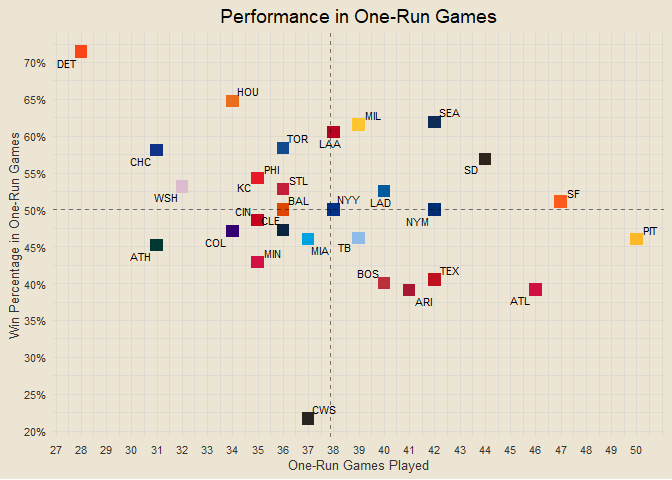 Performance in One-Run Games
Win Percentage in One-Run Games
70%
65%
60%
55%
50%
45%
40%
35%
30%
25%
20%
DET
HOU
MIL
SEA
TOR
LAA
CHC
SD
PHI
KC
STL
WSH
LAD
SF
BAL
NYY
CIN
CLE
NYM
COL
MIA
TB
PIT
ATH
MIN
BOS
TEX
ARI
ATL
CWS
27 28 29 30 31 32 33 34 35 36 37 38 39 40 41 42 43 44 45 46 47 48 49 50
One-Run Games Played